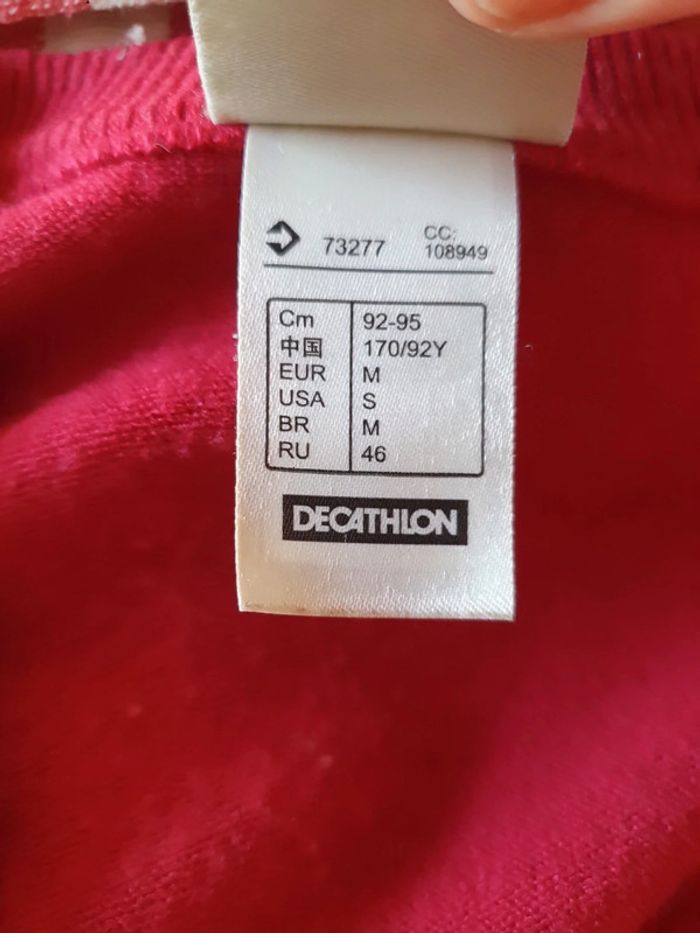 73277
CC:
108949
Cm 92-95
中国 170/92Y
EUR M
USA S
BR M
RU 46
DECATHLON